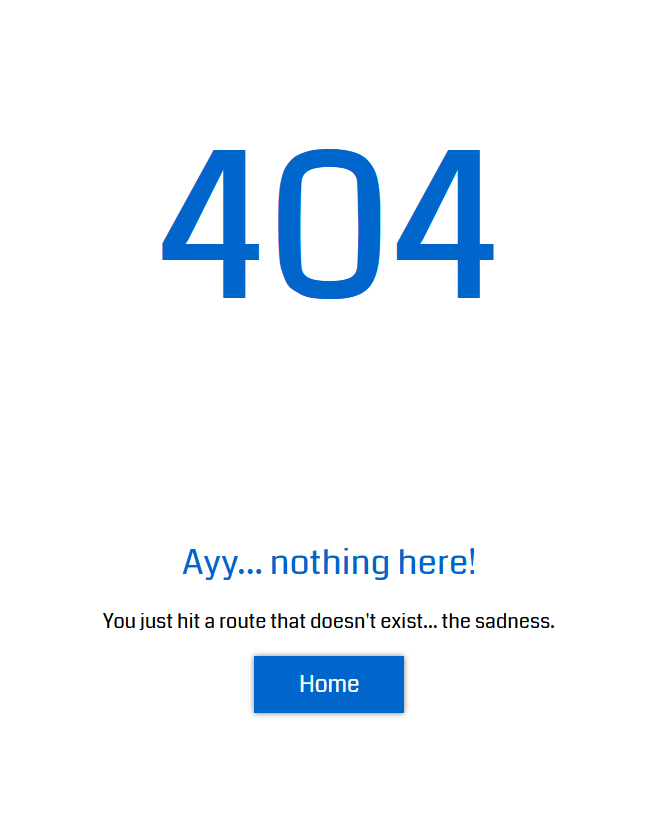 404
Ayy... nothing here!
You just hit a route that doesn't exist... the sadness.
Home